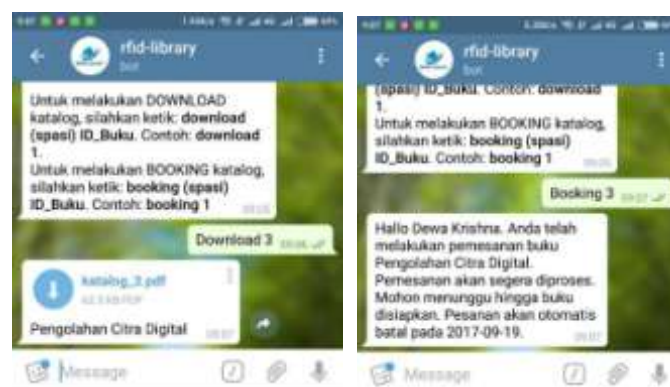 rfid-library
bot
Untuk melakukan DOWNLOAD
katalog, silahkan ketik: download
(spasi) ID_Buku. Contoh: download
1.
Untuk melakukan BOOKING katalog,
silahkan ketik: booking (spasi)
ID_Buku. Contoh: booking 1
Download 3
katalog_3.pdf
Pengolahan Citra Digital
Message
rfid-library
bot
(spasi) ID_Buku. Contoh: download
1.
Untuk melakukan BOOKING katalog,
silahkan ketik: booking (spasi)
ID_Buku. Contoh: booking 1
Booking 3
Hallo Dewa Krishna. Anda telah
melakukan pemesanan buku
Pengolahan Citra Digital.
Pemesanan akan segera diproses.
Mohon menunggu hingga buku
disiapkan. Pesanan akan otomatis
batal pada 2017-09-19.
Message